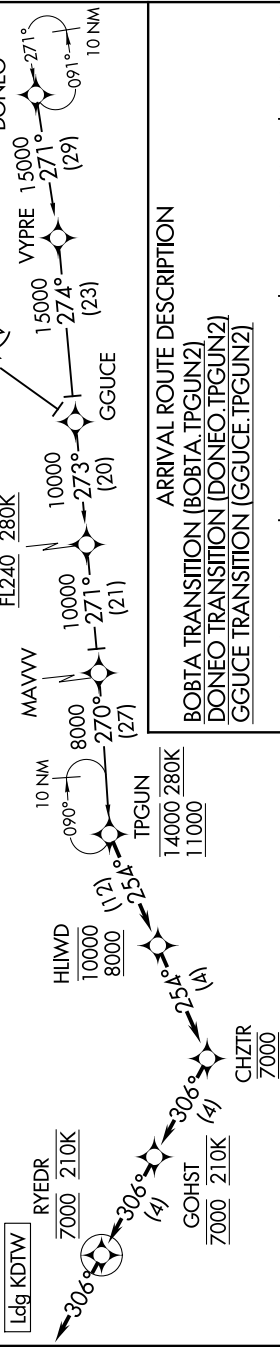 Ldg KDTW
306°
RYEDR
7000 210K
306°
(4)
GOHST
7000 210K
306°
(4)
CHZTR
7000
254°
(4)
HLIWD
10000
8000
(12)
254°
10 NM
090°
TPGUN
14000 280K
11000
8000
270°
(27)
MAVVV
10000
271°
(21)
FL240 280K
10000
273°
(20)
GGUCE
15000
274°
(23)
VYPRE
15000
271°
(29)
DONEO
271°
091°
10 NM
ARRIVAL ROUTE DESCRIPTION
BOBTA TRANSITION (BOBTA.TPGUN2)
DONEO TRANSITION (DONEO.TPGUN2)
GGUCE TRANSITION (GGUCE.TPGUN2)